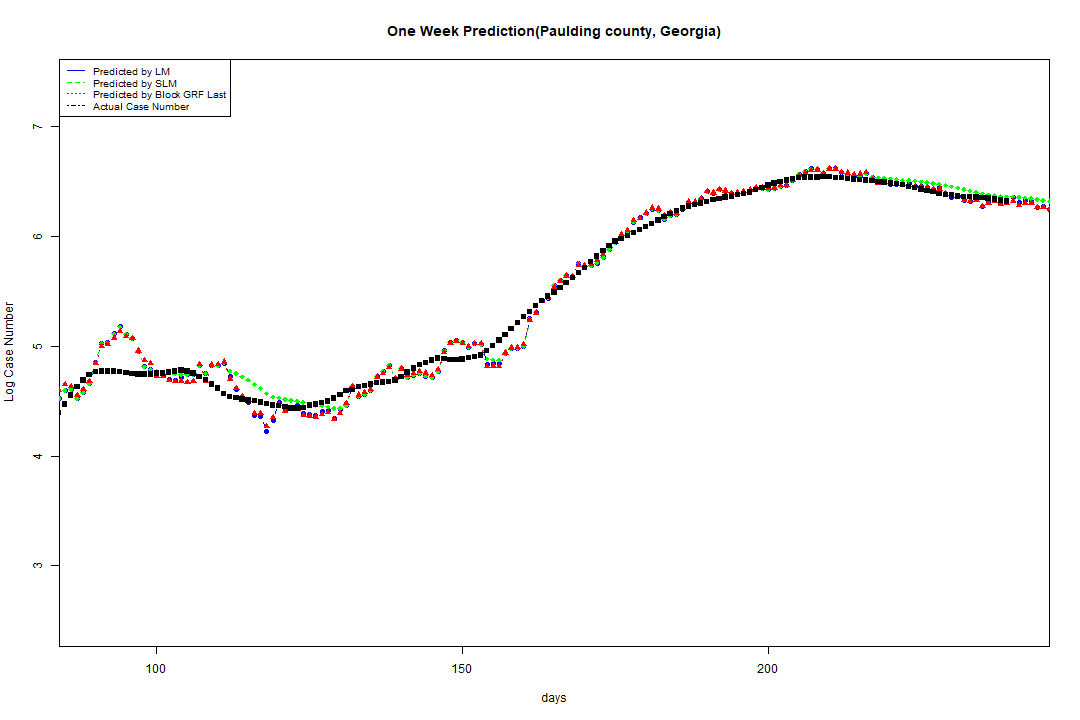 One Week Prediction(Paulding county, Georgia)
Predicted by LM
Predicted by SLM
Predicted by Block GRF Last
Actual Case Number
7
6
5
4
3
Log Case Number
100 150 200
days